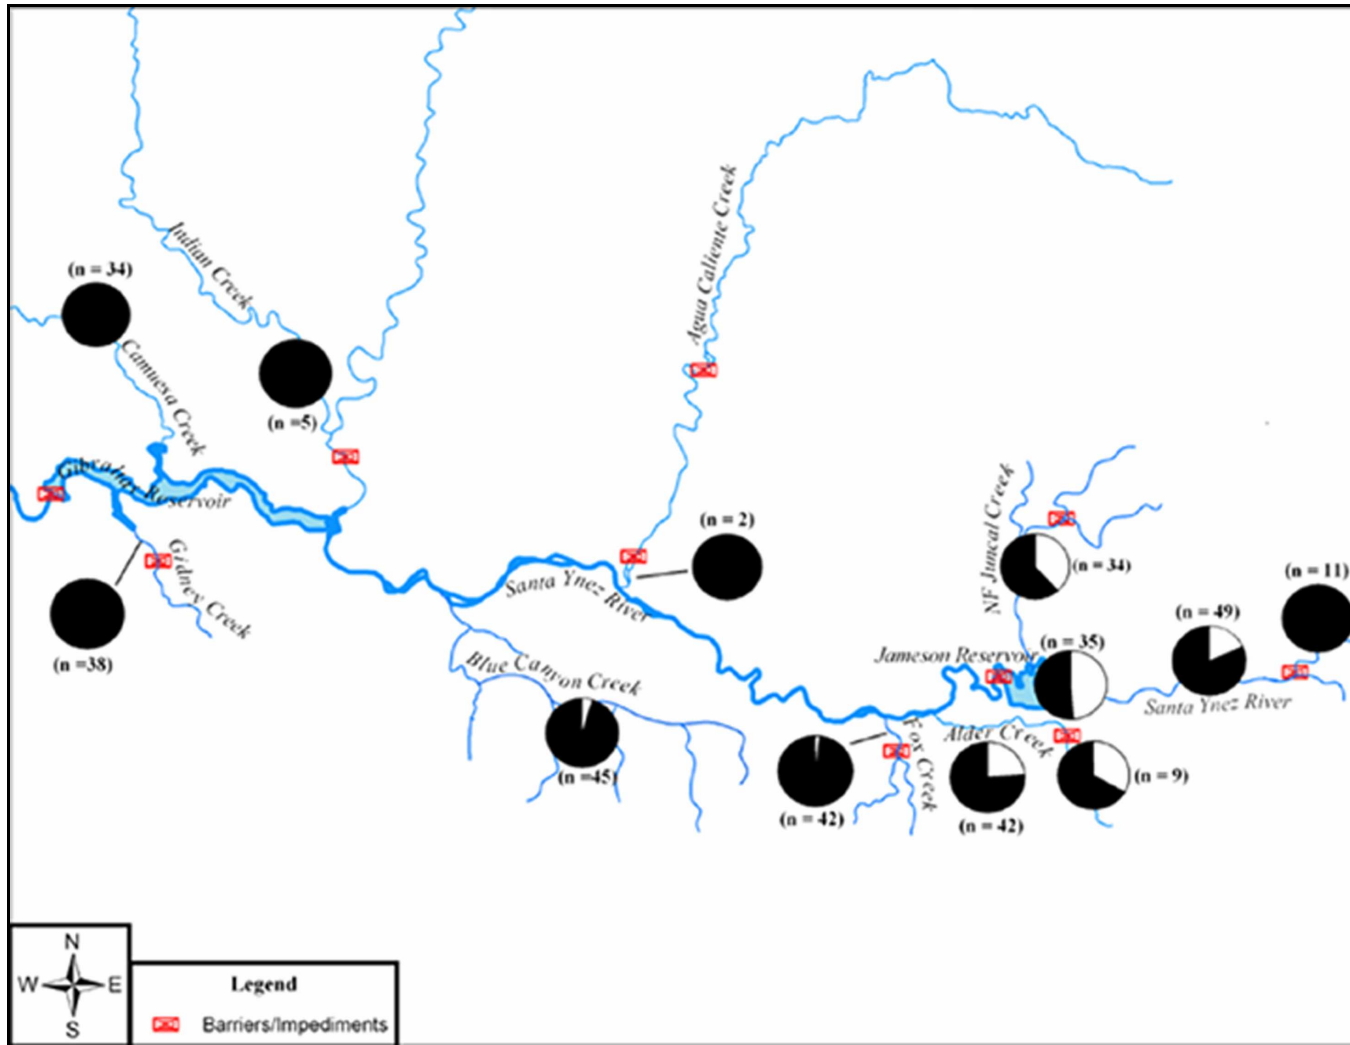 (n = 34)
Indian Creek
Camuesa Creek
(n =5)
Agua Caliente Creek
Gibraltar Reservoir
Gidney Creek
(n =38)
(n = 2)
Santa Ynez River
Blue Canyon Creek
(n =45)
NF Juncal Creek
(n = 34)
(n = 11)
(n = 49)
(n = 35)
Jameson Reservoir
Santa Ynez River
Fox Creek
Alder Creek
(n = 42)
(n = 42)
(n = 9)
N
W E
S
Legend
Barriers/Impediments